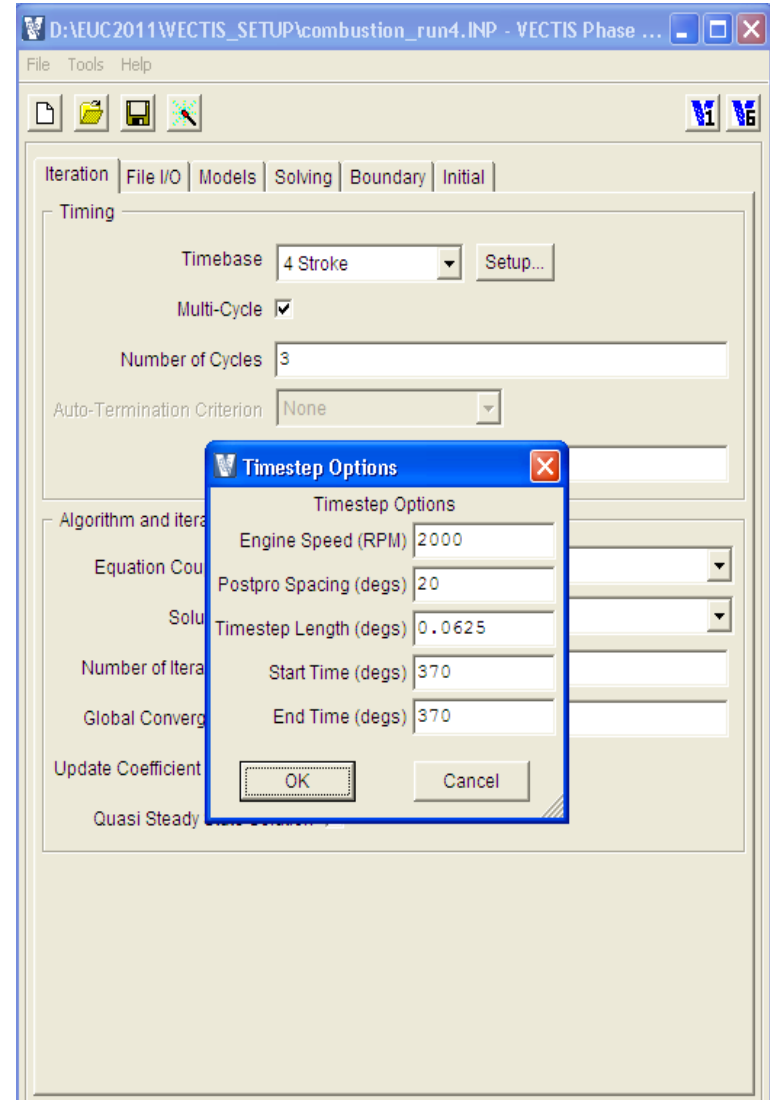 D:\EUC2011\VECTIS_SETUP\combustion_run4.INP - VECTIS Phase ...
File Tools Help
Iteration File I/O Models Solving Boundary Initial
Timing
Timebase 4 Stroke Setup...
Multi-Cycle
Number of Cycles 3
Auto-Termination Criterion None
Timestep Options
Timestep Options
Engine Speed (RPM) 2000
Postpro Spacing (degs) 20
Timestep Length (degs) 0.0625
Start Time (degs) 370
End Time (degs) 370
OK Cancel
Algorithm and itera
Equation Cou
Solu
Number of Itera
Global Converg
Update Coefficient
Quasi Steady